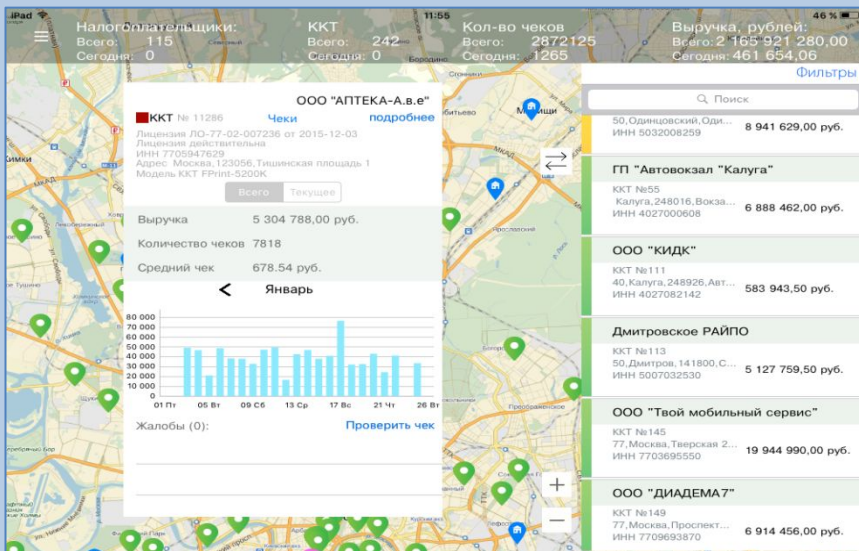 iPad
11:55
46 %
Налогоплательщики:
Всего: 115
Сегодня: 0
ККТ
Всего: 242
Сегодня: 0
Кол-во чеков
Всего: 2872125
Сегодня: 1265
Выручка, рублей:
Всего: 2 165 921 280,00
Сегодня: 461 654,06
ООО "АПТЕКА-А.в.е"
ККТ № 11286 Чеки подробнее
Лицензия ЛО-77-02-007236 от 2015-12-03
Лицензия действительна
ИНН 7705947629
Адрес Москва,123056,Тишинская площадь 1
Модель ККТ FPrint-5200K
Всего Текущее
Выручка 5 304 788,00 руб.
Количество чеков 7818
Средний чек 678.54 руб.
< Январь
80 000
70 000
60 000
50 000
40 000
30 000
20 000
10 000
0
01 Пт 05 Вт 09 Сб 13 Ср 17 Вс 21 Чт 26 Вт
Жалобы (0): Проверить чек
Фильтры
Поиск
50,Одинцовский,Оди...
ИНН 5032008259
8 941 629,00 руб.
ГП "Автовокзал "Калуга"
ККТ №55
Калуга,248016,Вокза...
ИНН 4027000608
6 888 462,00 руб.
ООО "КИДК"
ККТ №111
40,Калуга,248926,Авт...
ИНН 4027082142
583 943,50 руб.
Дмитровское РАЙПО
ККТ №113
50,Дмитров,141800,С...
ИНН 5007032530
5 127 759,50 руб.
ООО "Твой мобильный сервис"
ККТ №145
77,Москва,Тверская 2...
ИНН 7703695550
19 944 990,00 руб.
ООО "ДИАДЕМА7"
ККТ №149
77,Москва,Проспект...
ИНН 7709693870
6 914 456,00 руб.
МКАД
Ярославский
Преображенское
+
−